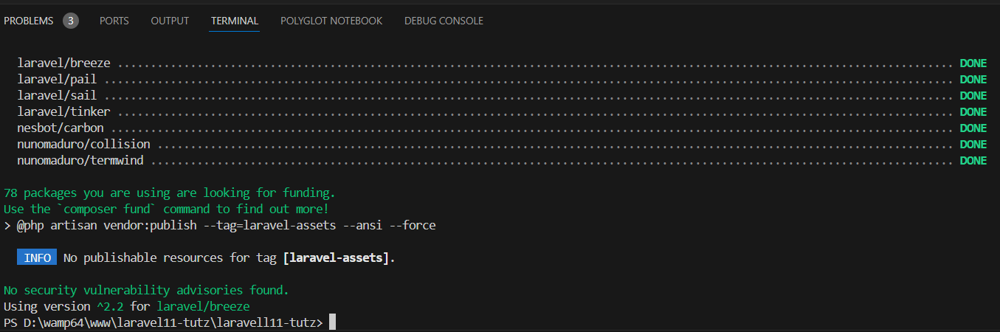 PROBLEMS 3 PORTS OUTPUT TERMINAL POLYGLOT NOTEBOOK DEBUG CONSOLE
laravel/breeze ........................................................................................................................... DONE
laravel/pail ............................................................................................................................. DONE
laravel/sail ............................................................................................................................. DONE
laravel/tinker ........................................................................................................................... DONE
nesbot/carbon ............................................................................................................................ DONE
nunomaduro/collision ..................................................................................................................... DONE
nunomaduro/termwind ...................................................................................................................... DONE
78 packages you are using are looking for funding.
Use the `composer fund` command to find out more!
> @php artisan vendor:publish --tag=laravel-assets --ansi --force
INFO No publishable resources for tag [laravel-assets].
No security vulnerability advisories found.
Using version ^2.2 for laravel/breeze
PS D:\wamp64\www\laravel11-tutz\laravell11-tutz>